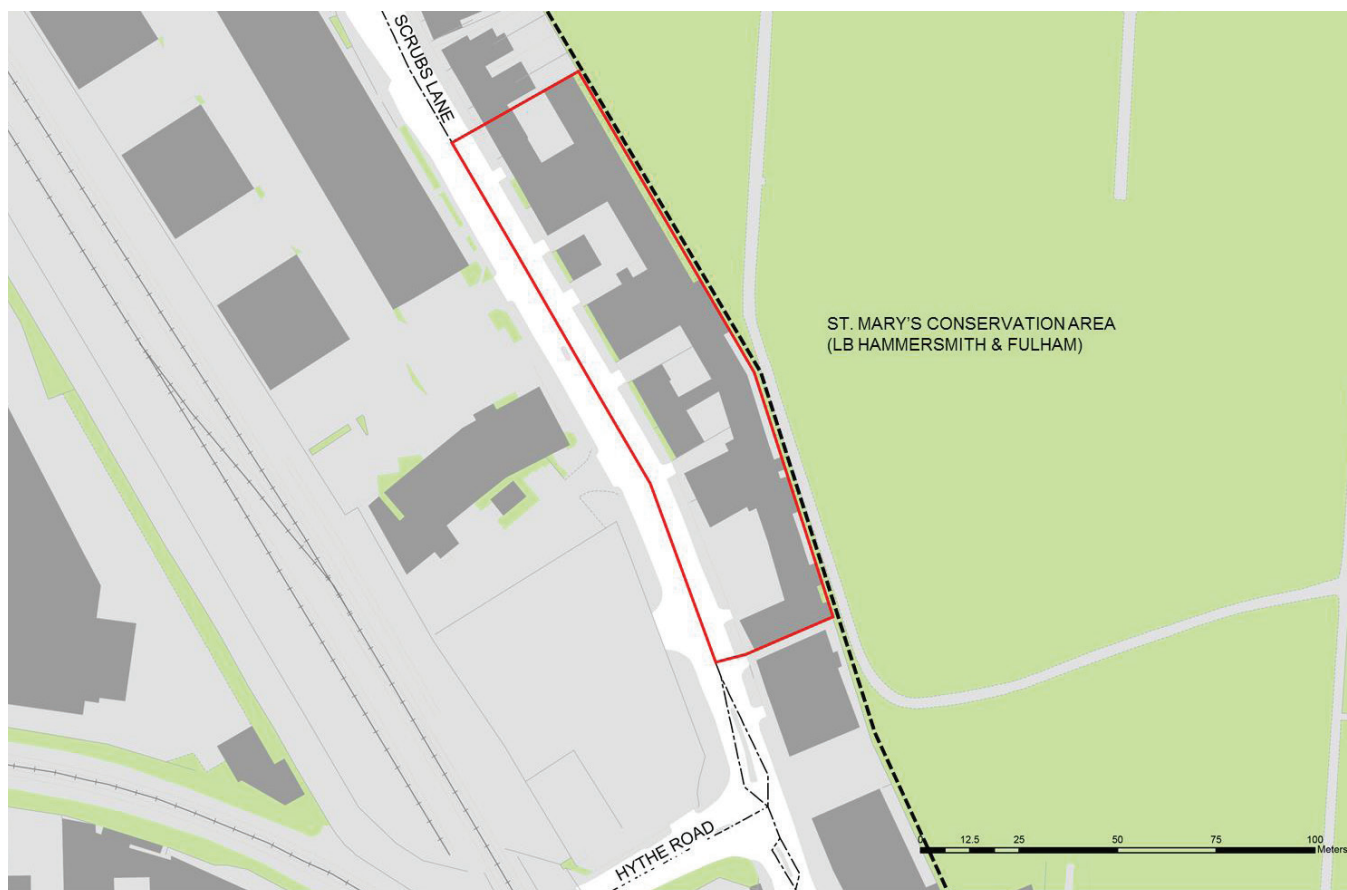 SCRUBS LANE
ST. MARY'S CONSERVATION AREA
(LB HAMMERSMITH & FULHAM)
HYTHE ROAD
0 12.5 25 50 75 100
Meters